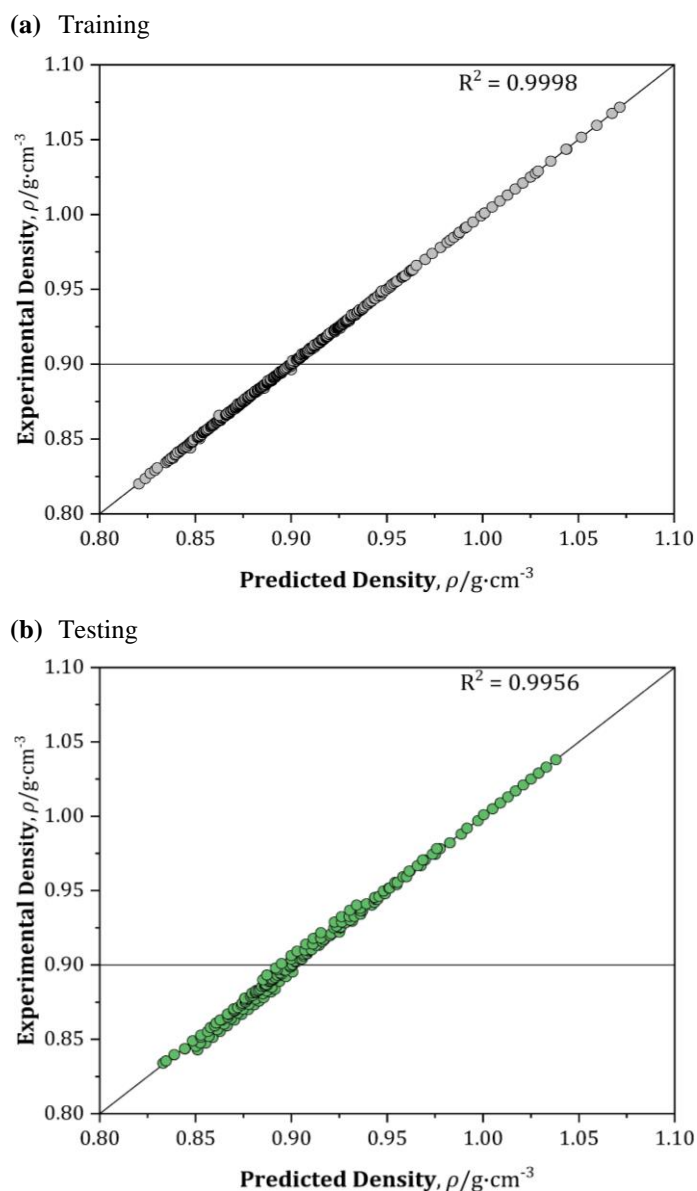 (a) Training
R² = 0.9998
Experimental Density, ρ/g·cm⁻³
1.10
1.05
1.00
0.95
0.90
0.85
0.80
0.80 0.85 0.90 0.95 1.00 1.05 1.10
Predicted Density, ρ/g·cm⁻³
(b) Testing
R² = 0.9956
Experimental Density, ρ/g·cm⁻³
1.10
1.05
1.00
0.95
0.90
0.85
0.80
0.80 0.85 0.90 0.95 1.00 1.05 1.10
Predicted Density, ρ/g·cm⁻³